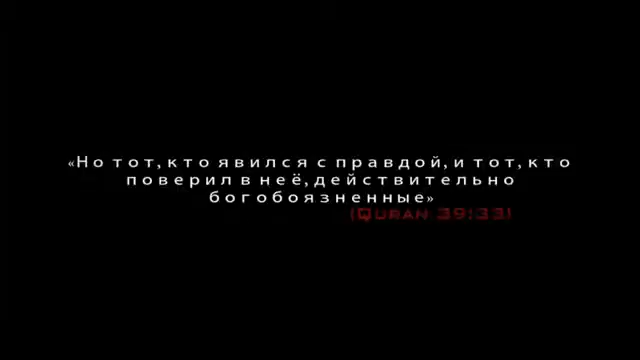 «Но тот, кто явился с правдой, и тот, кто
поверил в неё, действительно
богобоязненные»
(Quran 39:33)